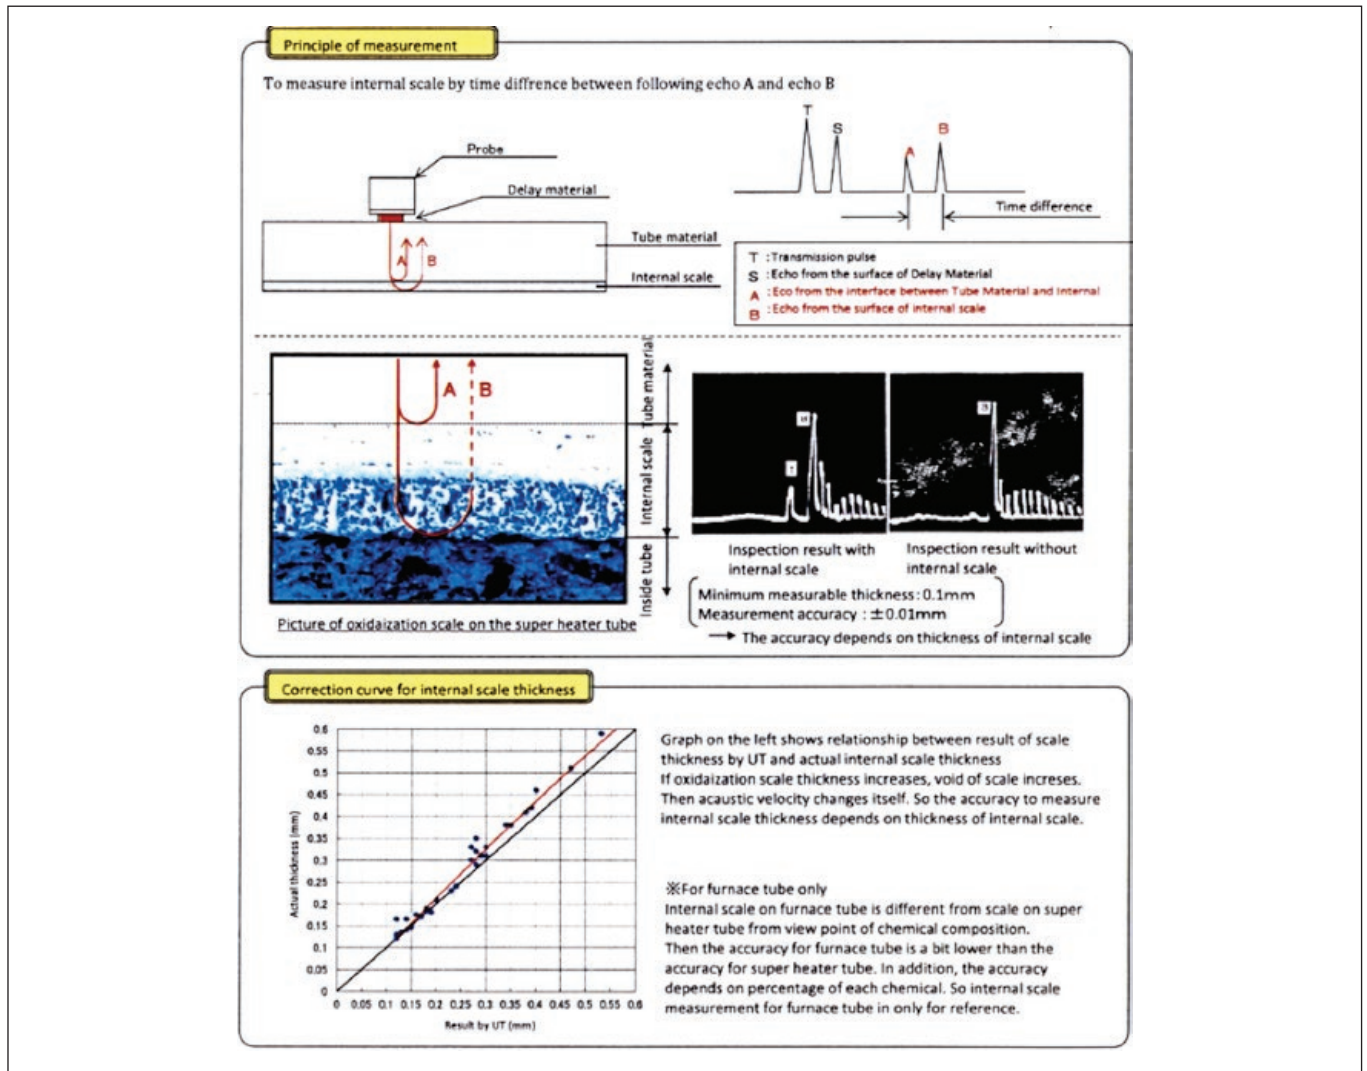 Principle of measurement
To measure internal scale by time diffrence between following echo A and echo B
Probe
Delay material
Tube material
Internal scale
A
B
T
S
A
B
Time difference
T : Transmission pulse
S : Echo from the surface of Delay Material
A : Eco from the interface between Tube Material and Internal
B : Echo from the surface of internal scale
A
B
Tube material
Internal scale
Inside tube
Picture of oxidaization scale on the super heater tube
Inspection result with
internal scale
Inspection result without
internal scale
Minimum measurable thickness : 0.1mm
Measurement accuracy : ±0.01mm
→ The accuracy depends on thickness of internal scale
Correction curve for internal scale thickness
Actual thickness (mm)
0.6
0.55
0.5
0.45
0.4
0.35
0.3
0.25
0.2
0.15
0.1
0.05
0
0 0.05 0.1 0.15 0.2 0.25 0.3 0.35 0.4 0.45 0.5 0.55 0.6
Result by UT (mm)
Graph on the left shows relationship between result of scale
thickness by UT and actual internal scale thickness
If oxidaization scale thickness increases, void of scale increses.
Then acaustic velocity changes itself. So the accuracy to measure
internal scale thickness depends on thickness of internal scale.
※For furnace tube only
Internal scale on furnace tube is different from scale on super
heater tube from view point of chemical composition.
Then the accuracy for furnace tube is a bit lower than the
accuracy for super heater tube. In addition, the accuracy
depends on percentage of each chemical. So internal scale
measurement for furnace tube in only for reference.